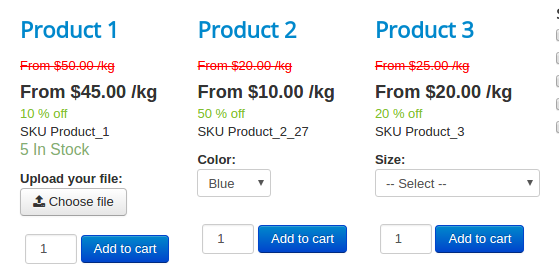 Product 1
From $50.00 /kg
From $45.00 /kg
10 % off
SKU Product_1
5 In Stock
Upload your file:
Choose file
1
Add to cart
Product 2
From $20.00 /kg
From $10.00 /kg
50 % off
SKU Product_2_27
Color:
Blue
1
Add to cart
Product 3
From $25.00 /kg
From $20.00 /kg
20 % off
SKU Product_3
Size:
-- Select --
1
Add to cart